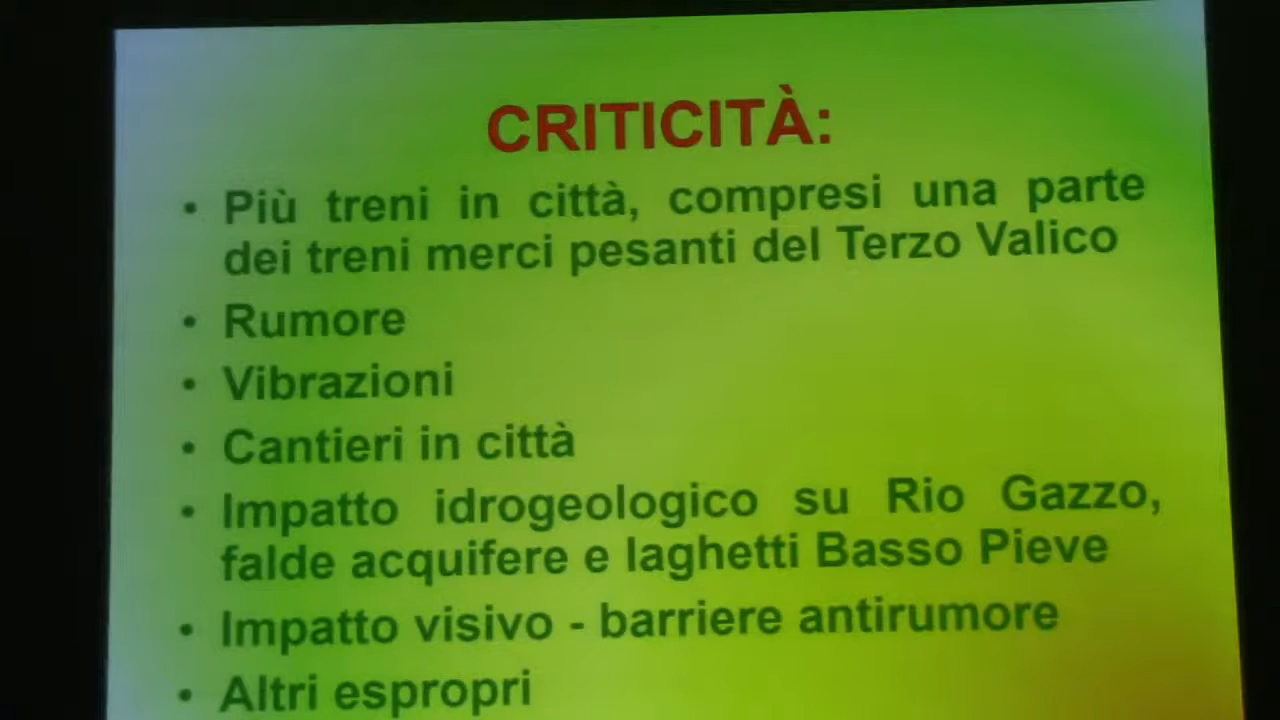 CRITICITÀ:
• Più treni in città, compresi una parte
dei treni merci pesanti del Terzo Valico
• Rumore
• Vibrazioni
• Cantieri in città
• Impatto idrogeologico su Rio Gazzo,
falde acquifere e laghetti Basso Pieve
• Impatto visivo - barriere antirumore
• Altri espropri